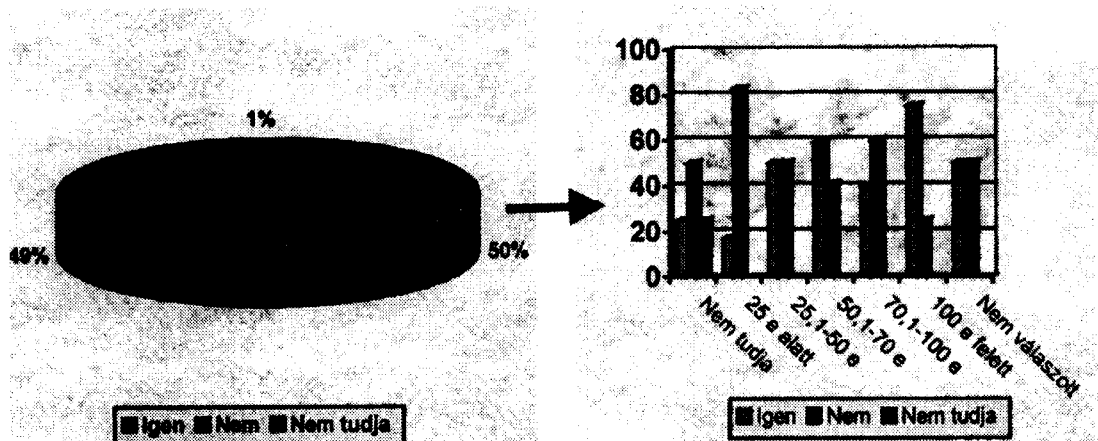 1%
49%
50%
Igen Nem Nem tudja
100
80
60
40
20
0
Nem tudja
25 e alatt
25,1-50 e
50,1-70 e
70,1-100 e
100 e felett
Nem válaszolt
Igen Nem Nem tudja